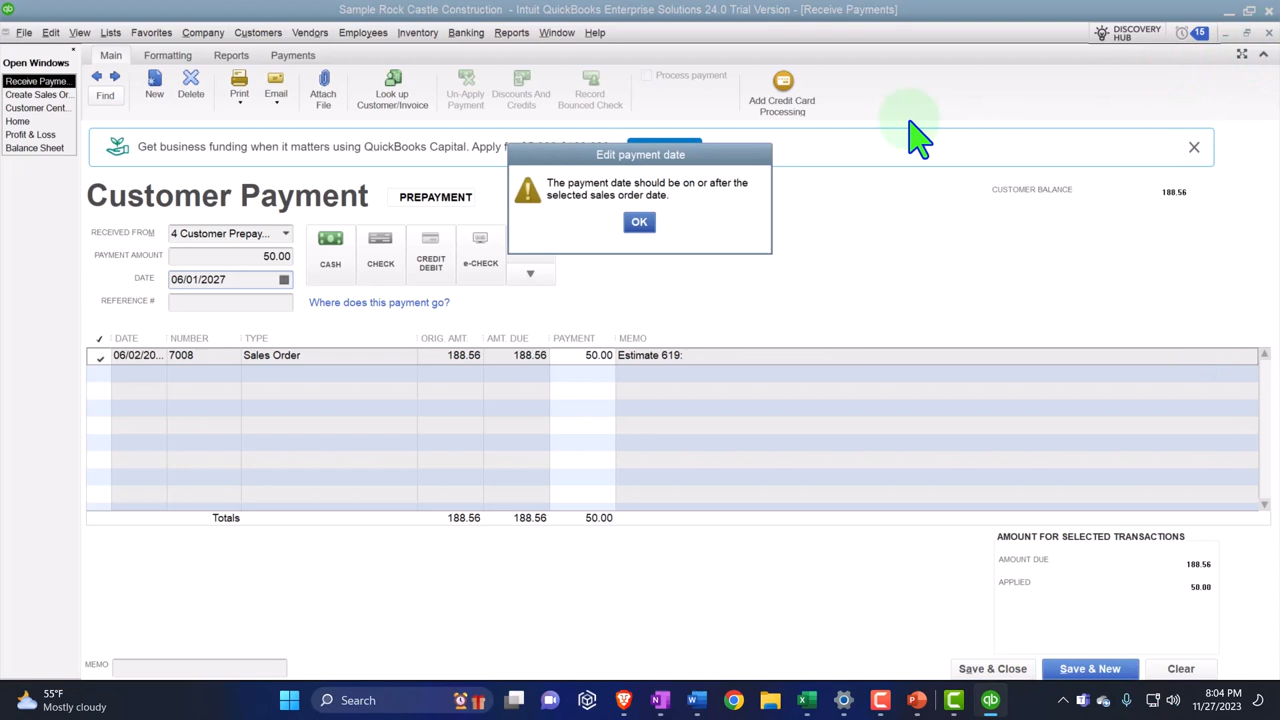 Sample Rock Castle Construction - Intuit QuickBooks Enterprise Solutions 24.0 Trial Version - [Receive Payments]
File Edit View Lists Favorites Company Customers Vendors Employees Inventory Banking Reports Window Help
DISCOVERY HUB
15
Open Windows
Receive Payme...
Create Sales Or...
Customer Cent...
Home
Profit & Loss
Balance Sheet
Main Formatting Reports Payments
Find
New
Delete
Print
Email
Attach File
Look up Customer/Invoice
Un-Apply Payment
Discounts And Credits
Record Bounced Check
Process payment
Add Credit Card Processing
Get business funding when it matters using QuickBooks Capital. Apply
Edit payment date
The payment date should be on or after the
selected sales order date.
OK
Customer Payment
PREPAYMENT
CUSTOMER BALANCE 188.56
RECEIVED FROM 4 Customer Prepay...
PAYMENT AMOUNT 50.00
DATE 06/01/2027
REFERENCE #
CASH
CHECK
CREDIT DEBIT
e-CHECK
Where does this payment go?
DATE NUMBER TYPE ORIG. AMT. AMT. DUE PAYMENT MEMO
06/02/20... 7008 Sales Order 188.56 188.56 50.00 Estimate 619:
Totals 188.56 188.56 50.00
AMOUNT FOR SELECTED TRANSACTIONS
AMOUNT DUE 188.56
APPLIED 50.00
MEMO
Save & Close Save & New Clear
55°F
Mostly cloudy
Search
8:04 PM
11/27/2023